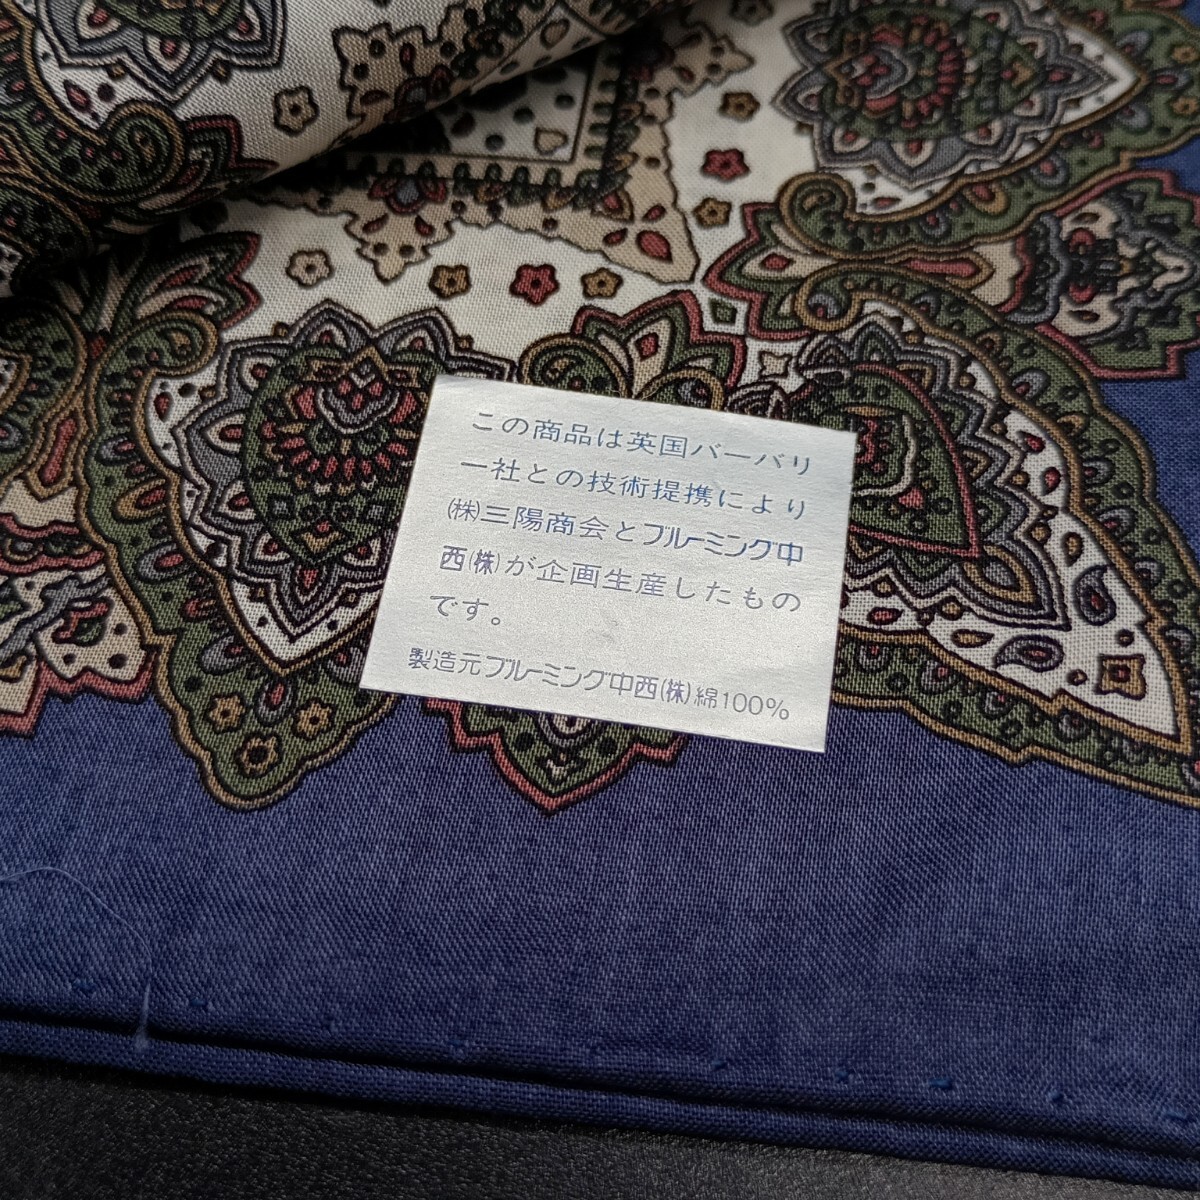 この商品は英国バーバリ
ー社との技術提携により
㈱三陽商会とブルーミング中
西㈱が企画生産したもの
です。
製造元ブルーミング中西㈱綿100%